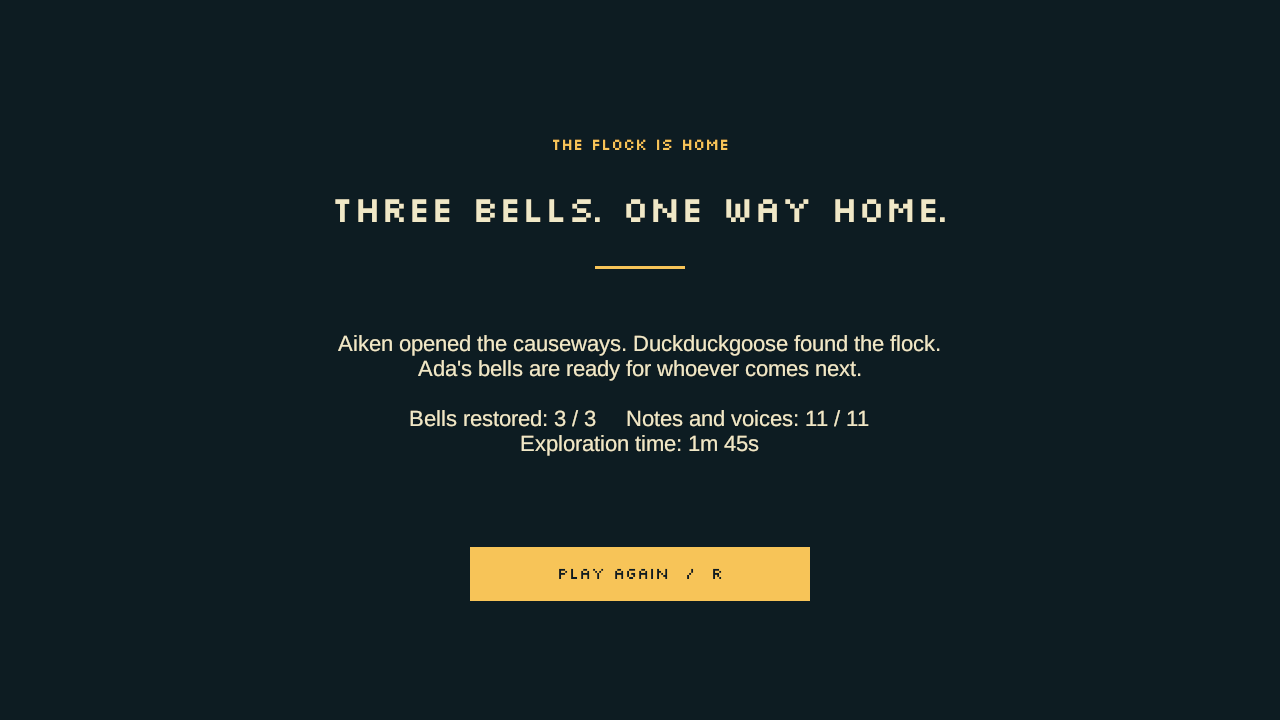 THE FLOCK IS HOME
THREE BELLS. ONE WAY HOME.
Aiken opened the causeways. Duckduckgoose found the flock.
Ada's bells are ready for whoever comes next.
Bells restored: 3 / 3     Notes and voices: 11 / 11
Exploration time: 1m 45s
PLAY AGAIN / R